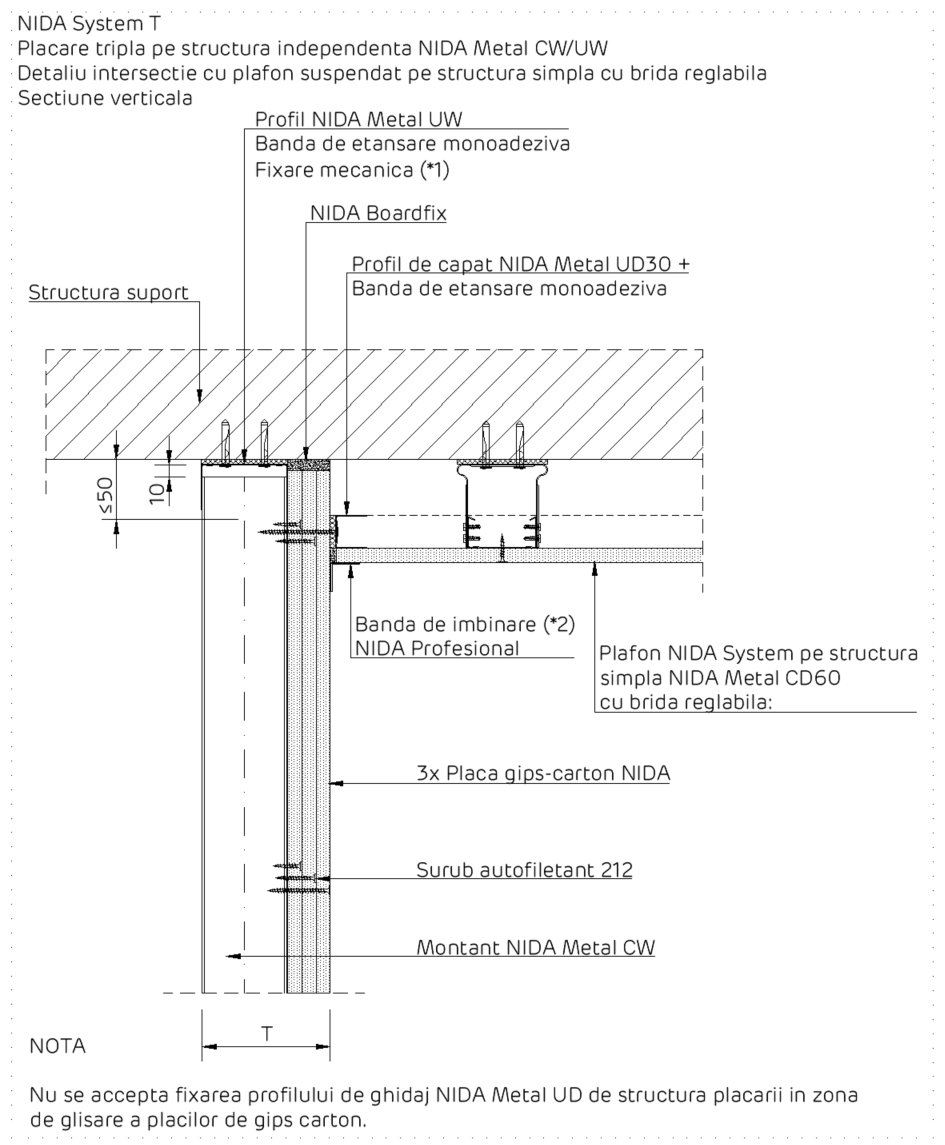 NIDA System T
Placare tripla pe structura independenta NIDA Metal CW/UW
Detaliu intersectie cu plafon suspendat pe structura simpla cu brida reglabila
Sectiune verticala
Profil NIDA Metal UW
Banda de etansare monoadeziva
Fixare mecanica (*1)
NIDA Boardfix
Profil de capat NIDA Metal UD30 +
Banda de etansare monoadeziva
Structura suport
≤50
10
Banda de imbinare (*2)
NIDA Profesional
Plafon NIDA System pe structura
simpla NIDA Metal CD60
cu brida reglabila:
3x Placa gips-carton NIDA
Surub autofiletant 212
Montant NIDA Metal CW
T
NOTA
Nu se accepta fixarea profilului de ghidaj NIDA Metal UD de structura placarii in zona
de glisare a placilor de gips carton.